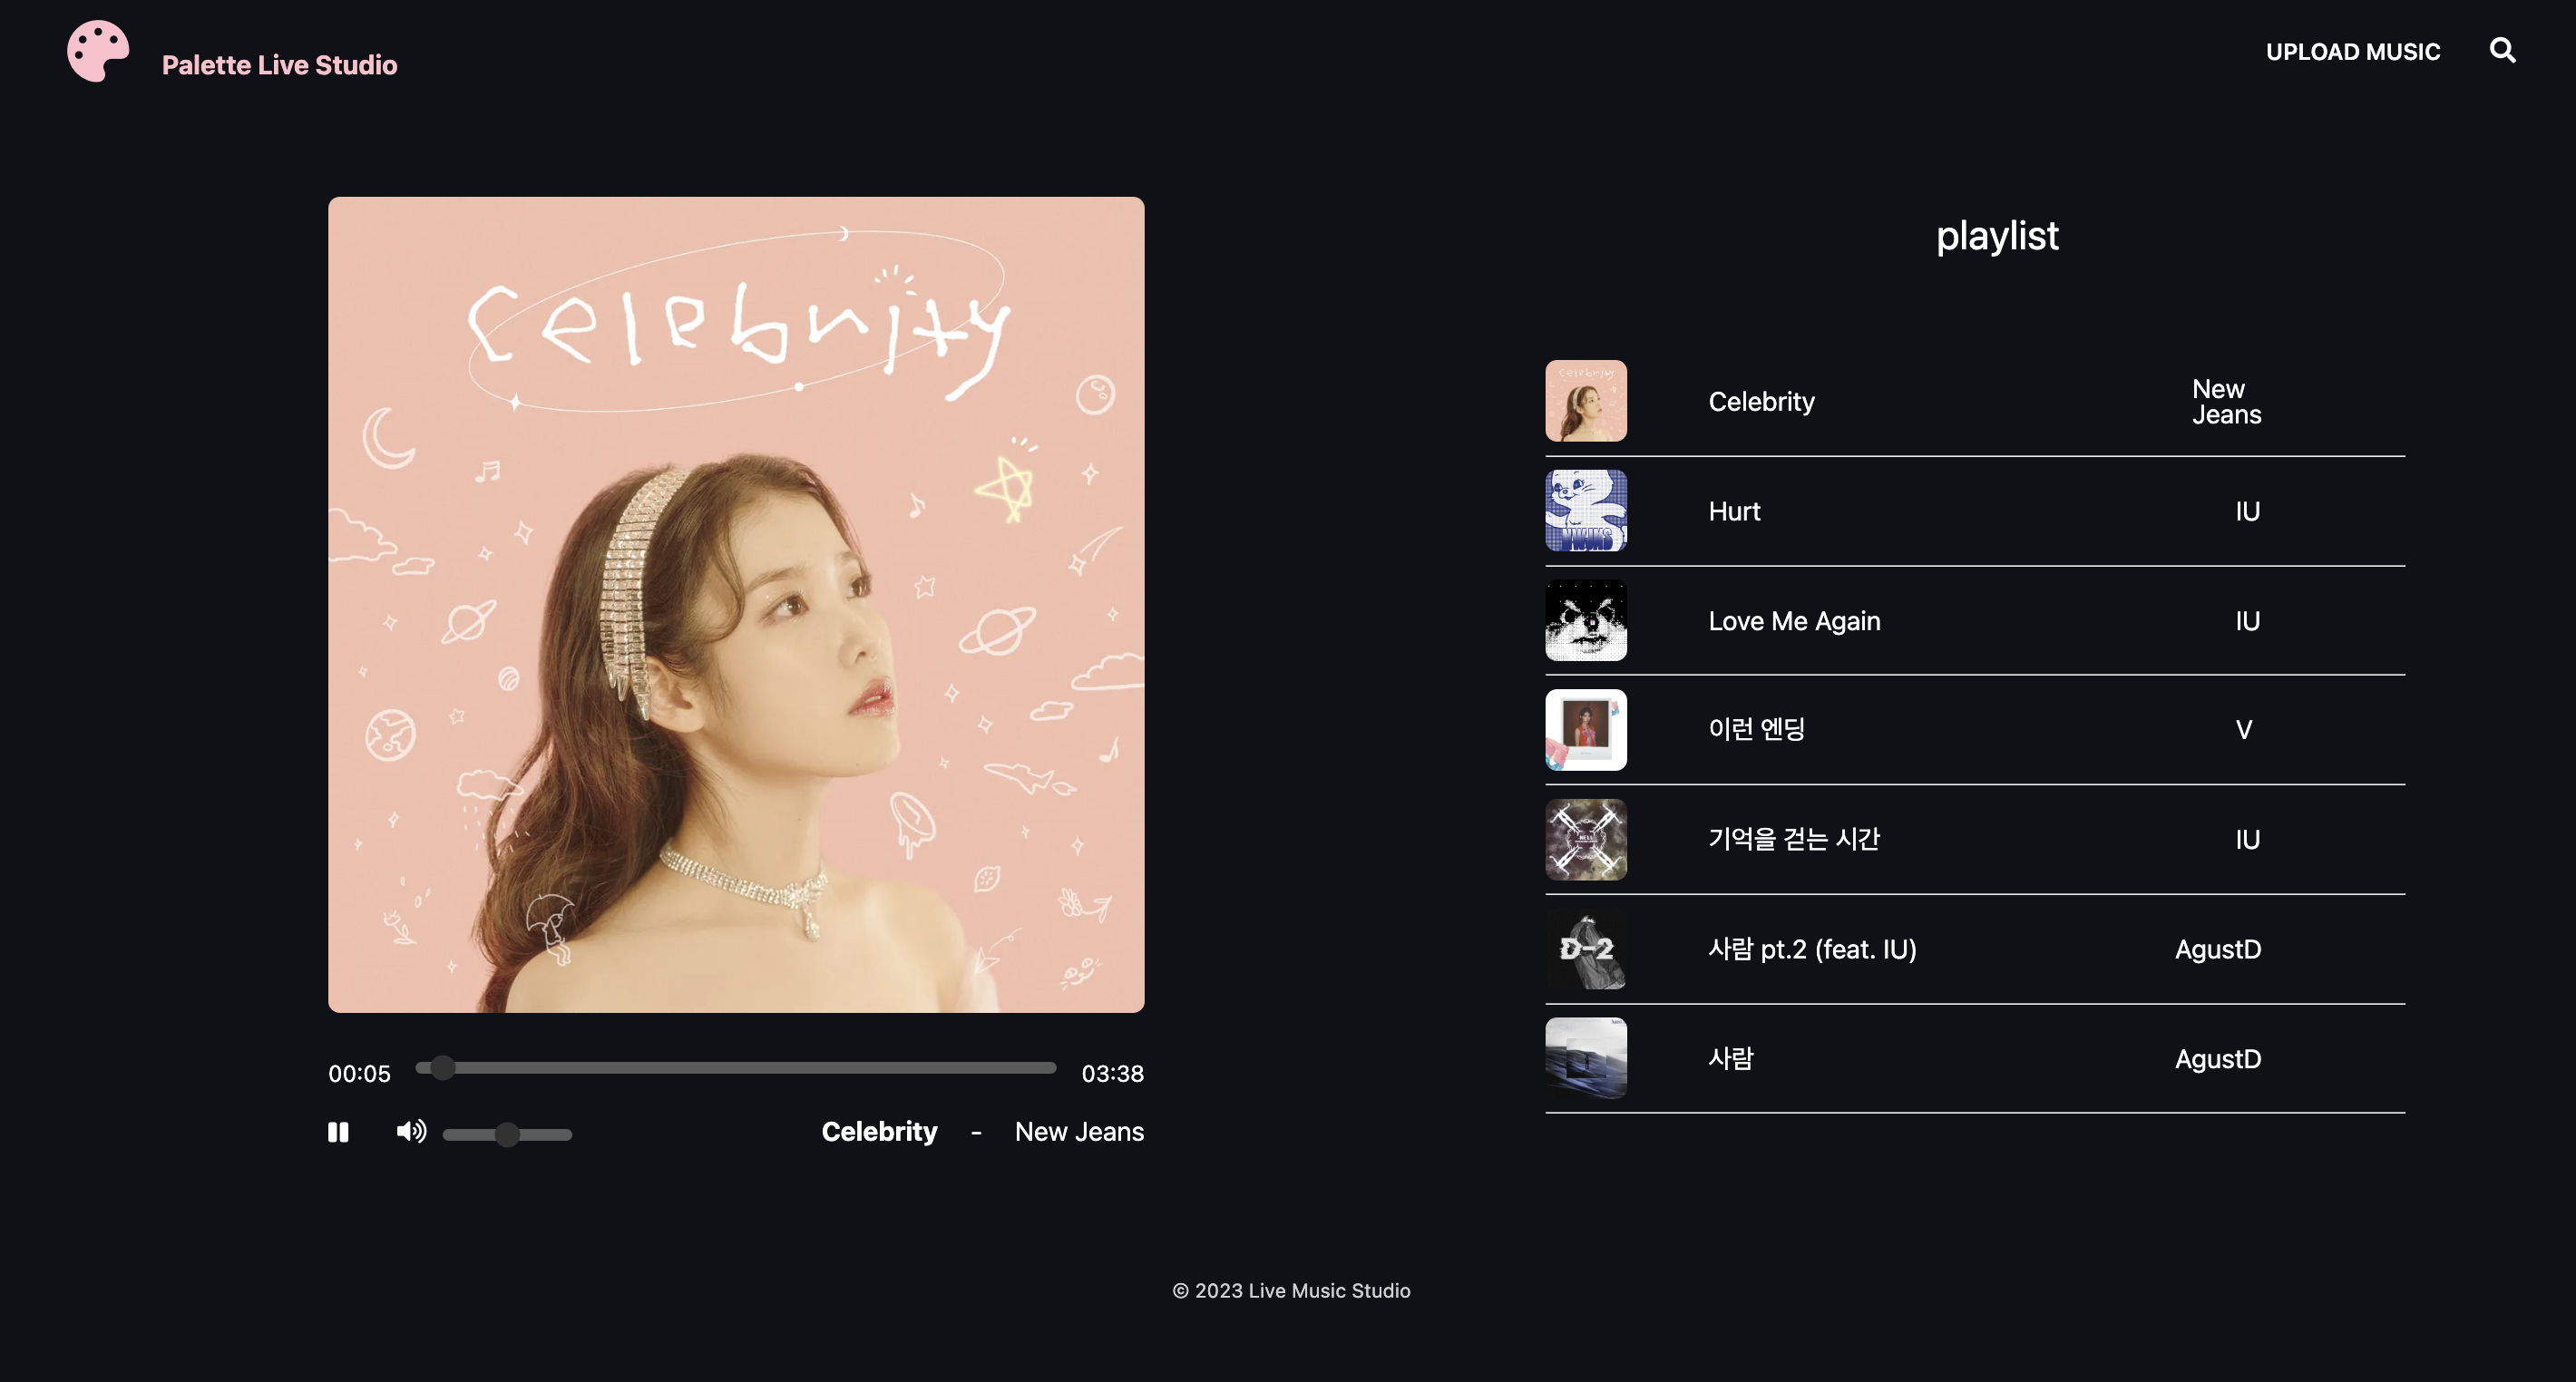 Palette Live Studio
UPLOAD MUSIC
Celebrity
00:05
03:38
Celebrity - New Jeans
playlist
Celebrity
Celebrity
New
Jeans
NWJNS
Hurt
IU
Love Me Again
IU
이런 엔딩
V
기억을 걷는 시간
IU
D-2
사람 pt.2 (feat. IU)
AgustD
사람
AgustD
© 2023 Live Music Studio